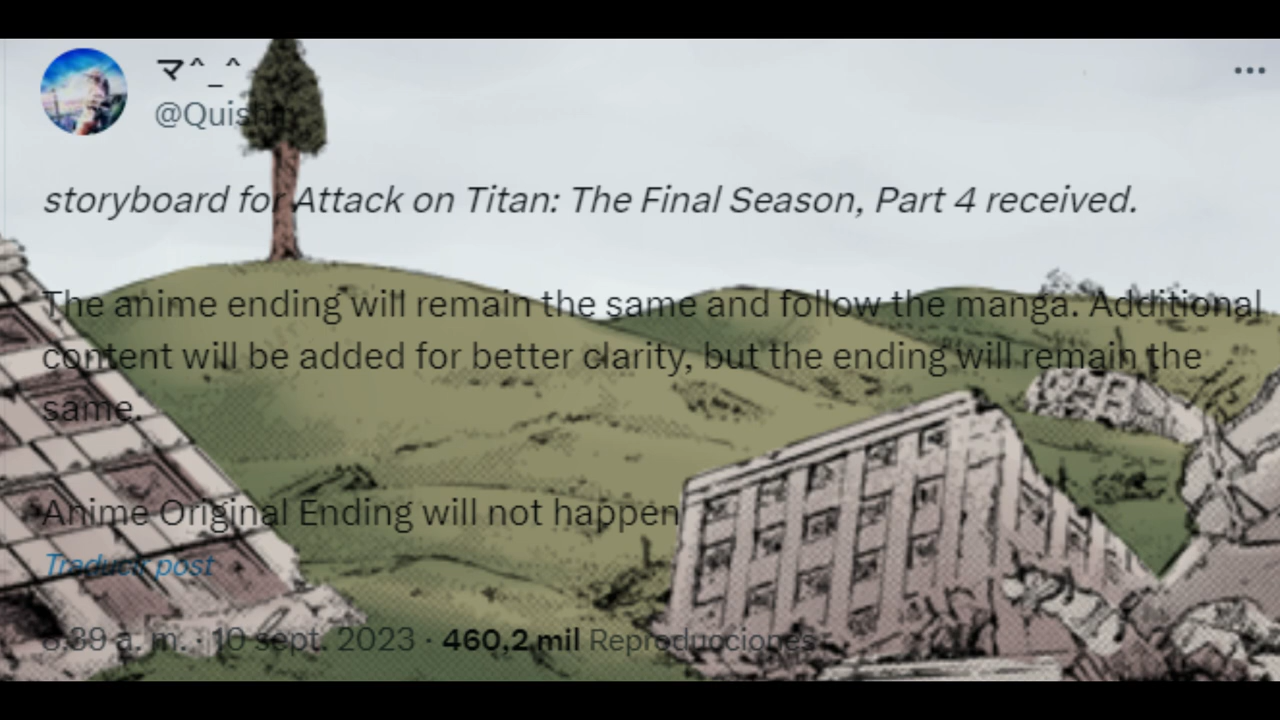 マ^_^
storyboard for Attack on Titan: The Final Season, Part 4 received.
The anime ending will remain the same and follow the manga. Additional
content will be added for better clarity, but the ending will remain the
same.
Anime Original Ending will not happen
Traducir post
8:39 a. m. · 10 sept. 2023 · 460,2 mil Reproducciones